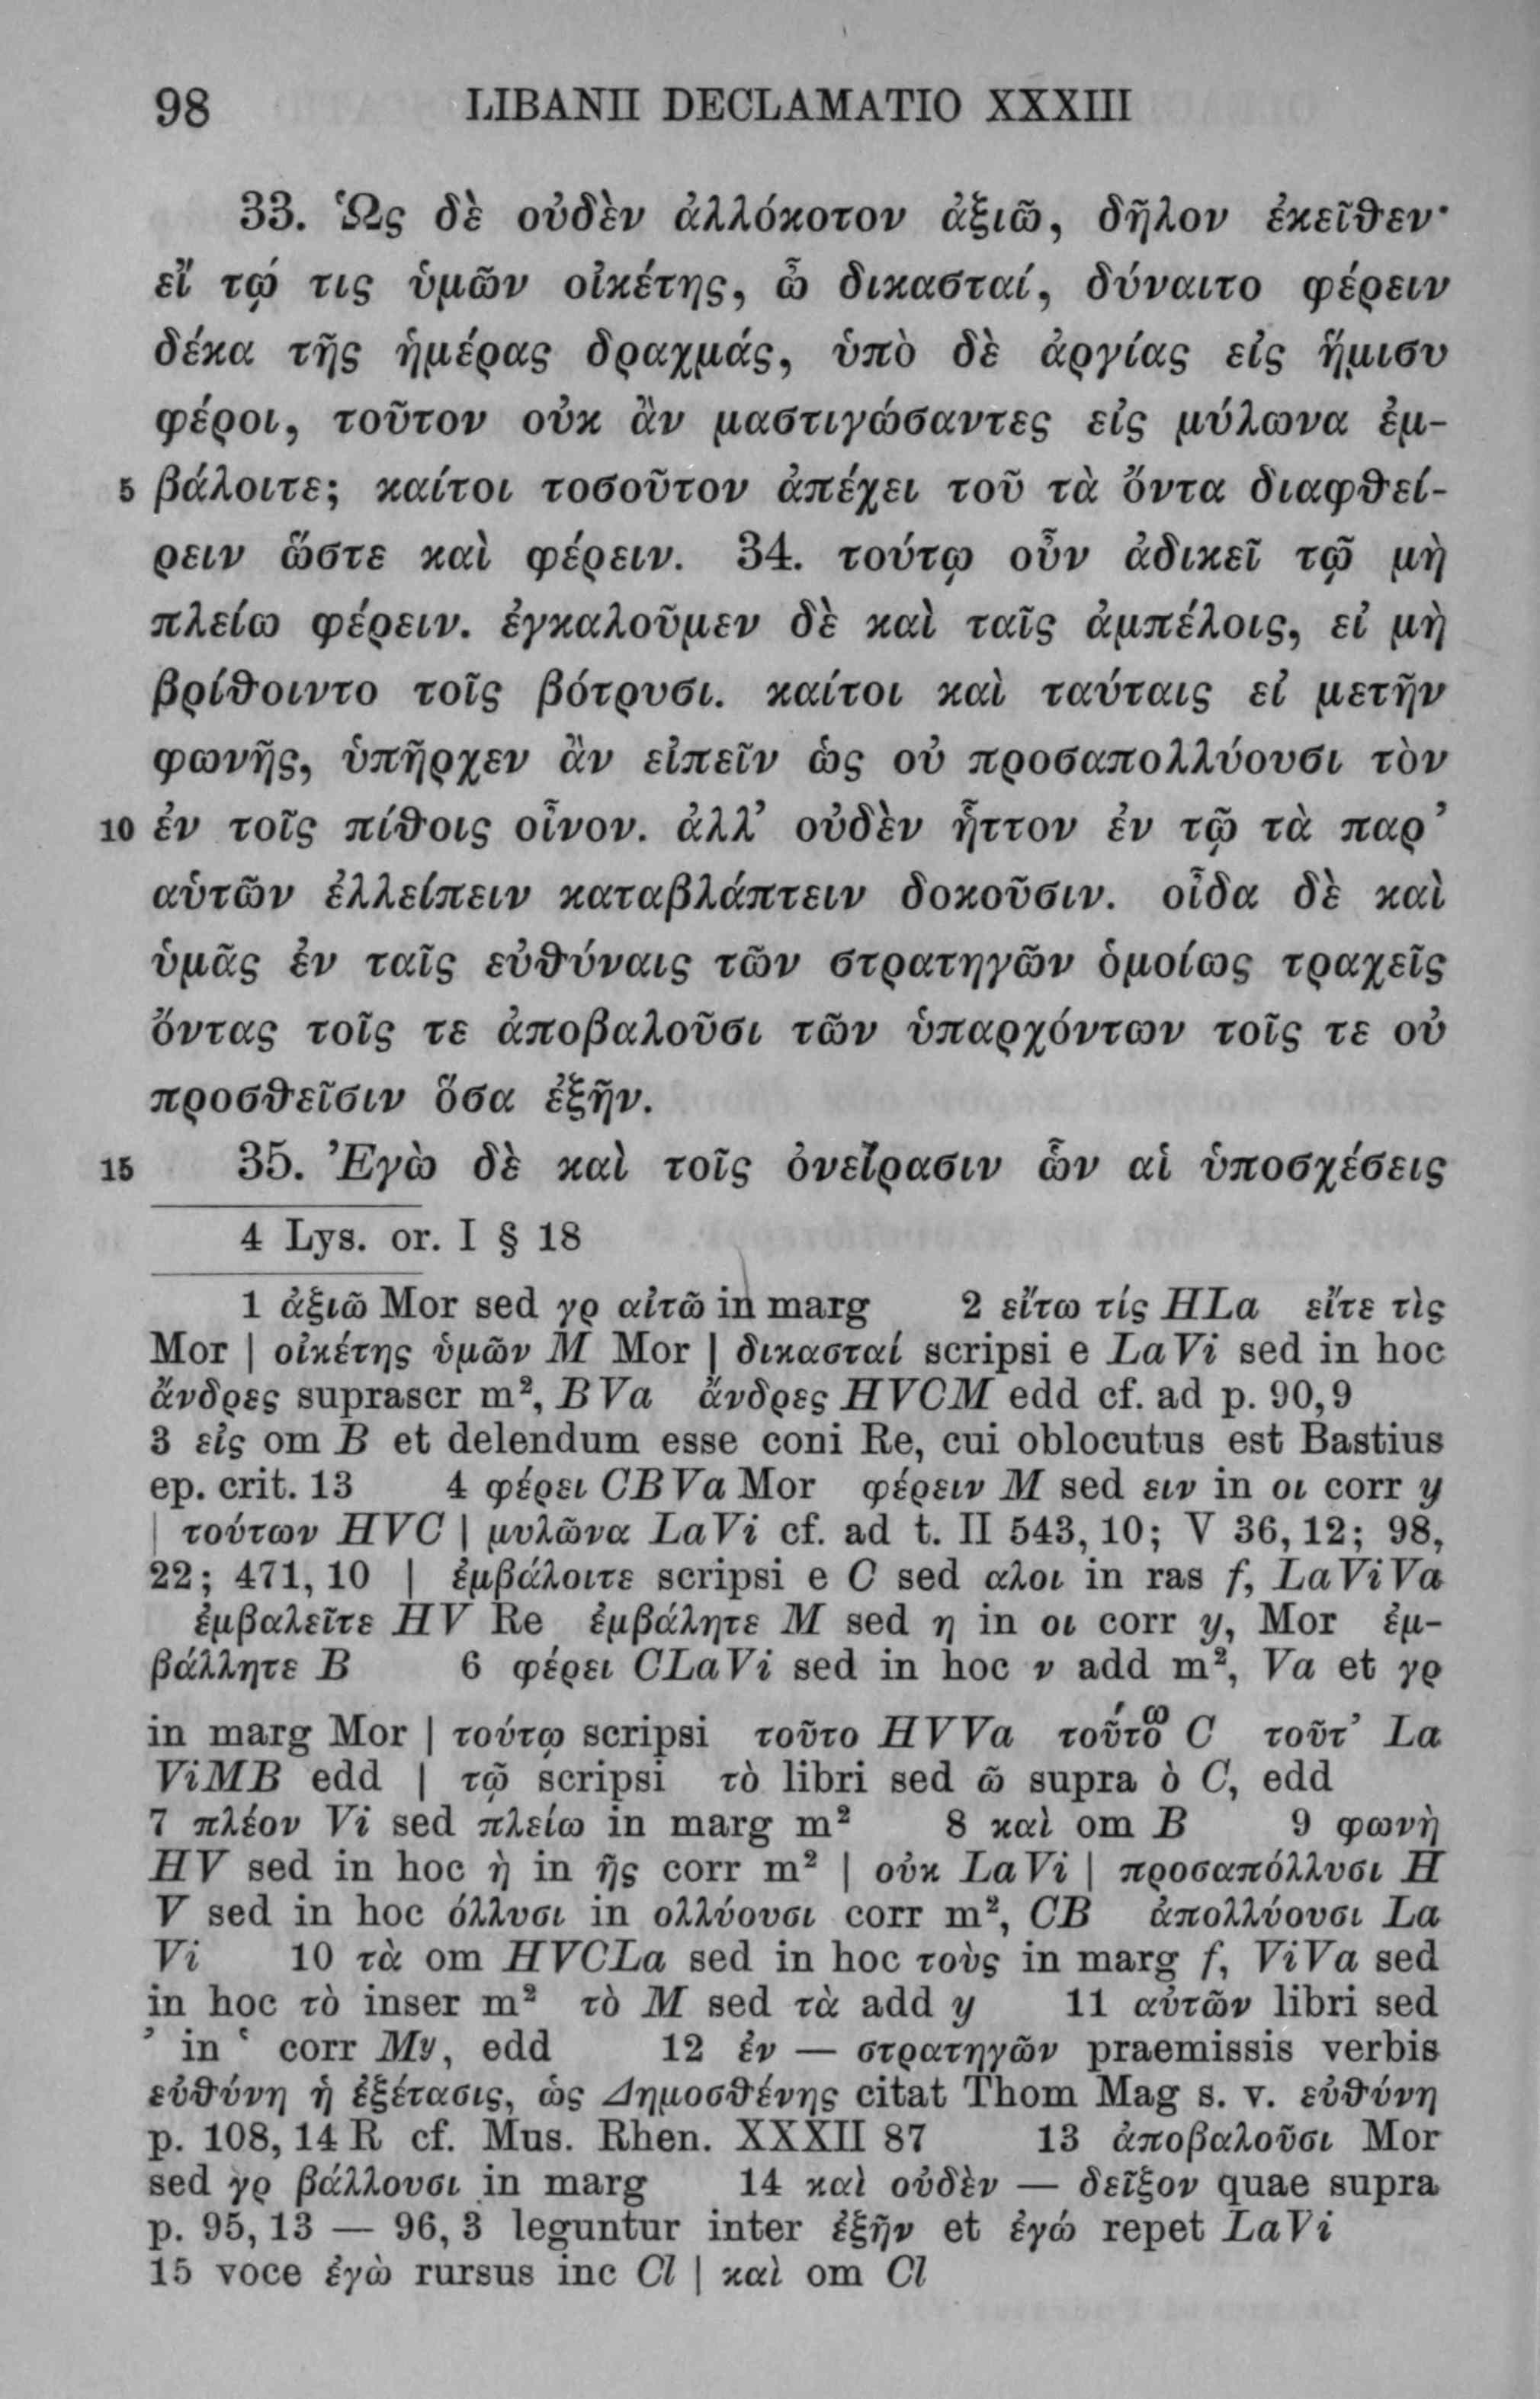 98 LIBANII DECLAMATIO XXXIII
33. Ὡς δὲ οὐδὲν ἀλλόκοτον ἀξιῶ, δῆλον ἐκεῖθεν·
εἴ τῴ τις ὑμῶν οἰκέτης, ὦ δικασταί, δύναιτο φέρειν
δέκα τῆς ἡμέρας δραχμάς, ὑπὸ δὲ ἀργίας εἰς ἥμισυ
φέροι, τοῦτον οὐκ ἂν μαστιγώσαντες εἰς μύλωνα ἐμ-
5 βάλοιτε; καίτοι τοσοῦτον ἀπέχει τοῦ τὰ ὄντα διαφθεί-
ρειν ὥστε καὶ φέρειν. 34. τούτῳ οὖν ἀδικεῖ τῷ μὴ
πλείω φέρειν. ἐγκαλοῦμεν δὲ καὶ ταῖς ἀμπέλοις, εἰ μὴ
βρίθοιντο τοῖς βότρυσι. καίτοι καὶ ταύταις εἰ μετῆν
φωνῆς, ὑπῆρχεν ἂν εἰπεῖν ὡς οὐ προσαπολλύουσι τὸν
10 ἐν τοῖς πίθοις οἶνον. ἀλλ’ οὐδὲν ἧττον ἐν τῷ τὰ παρ’
αὑτῶν ἐλλείπειν καταβλάπτειν δοκοῦσιν. οἶδα δὲ καὶ
ὑμᾶς ἐν ταῖς εὐθύναις τῶν στρατηγῶν ὁμοίως τραχεῖς
ὄντας τοῖς τε ἀποβαλοῦσι τῶν ὑπαρχόντων τοῖς τε οὐ
προσθεῖσιν ὅσα ἐξῆν.
15 35. Ἐγὼ δὲ καὶ τοῖς ὀνείρασιν ὧν αἱ ὑποσχέσεις
4 Lys. or. I § 18
1 ἀξιῶ Mor sed γρ αἰτῶ in marg 2 εἴτω τίς HLa εἴτε τὶς
Mor | οἰκέτης ὑμῶν M Mor | δικασταί scripsi e LaVi sed in hoc
ἄνδρες suprascr m², BVa ἄνδρες HVCM edd cf. ad p. 90,9
3 εἰς om B et delendum esse coni Re, cui oblocutus est Bastius
ep. crit. 13 4 φέρει CBVa Mor φέρειν M sed ειν in οι corr y
| τούτων HVC | μυλῶνα LaVi cf. ad t. II 543, 10; V 36, 12; 98,
22; 471, 10 | ἐμβάλοιτε scripsi e C sed αλοι in ras f, LaViVa
ἐμβαλεῖτε HV Re ἐμβάλητε M sed η in οι corr y, Mor ἐμ-
βάλλητε B 6 φέρει CLaVi sed in hoc ν add m², Va et γρ
in marg Mor | τούτῳ scripsi τοῦτο HVVa τοῦτο C τοῦτ’ La
ViMB edd | τῷ scripsi τὸ libri sed ῶ supra ὸ C, edd
7 πλέον Vi sed πλείω in marg m² 8 καὶ om B 9 φωνὴ
HV sed in hoc ὴ in ῆς corr m² | οὐκ LaVi | προσαπόλλυσι H
V sed in hoc όλλυσι in ολλύουσι corr m², CB ἀπολλύουσι La
Vi 10 τὰ om HVCLa sed in hoc τοὺς in marg f, ViVa sed
in hoc τὸ inser m² τὸ M sed τὰ add y 11 αὐτῶν libri sed
’ in ‘ corr My, edd 12 ἐν — στρατηγῶν praemissis verbis
εὐθύνη ἡ ἐξέτασις, ὡς Δημοσθένης citat Thom Mag s. v. εὐθύνη
p. 108, 14 R cf. Mus. Rhen. XXXII 87 13 ἀποβαλοῦσι Mor
sed γρ βάλλουσι in marg 14 καὶ οὐδὲν — δεῖξον quae supra
p. 95, 13 — 96, 3 leguntur inter ἐξῆν et ἐγώ repet LaVi
15 voce ἐγὼ rursus inc Cl | καὶ om Cl